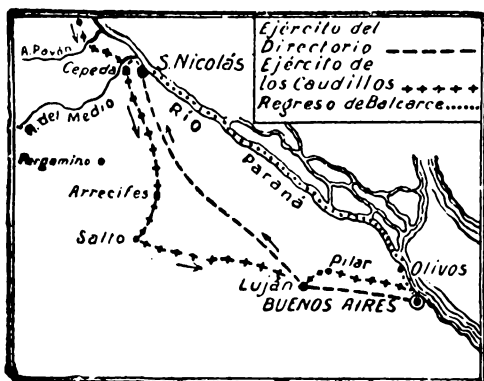 Ejército del
Directorio
Ejército de
los Caudillos
Regreso de Balcarce
A. Pavón
Cepeda
S. Nicolás
A. del Medio
Río
Paraná
Pergamino
Arrecifes
Salto
Pilar
Olivos
Luján
BUENOS AIRES